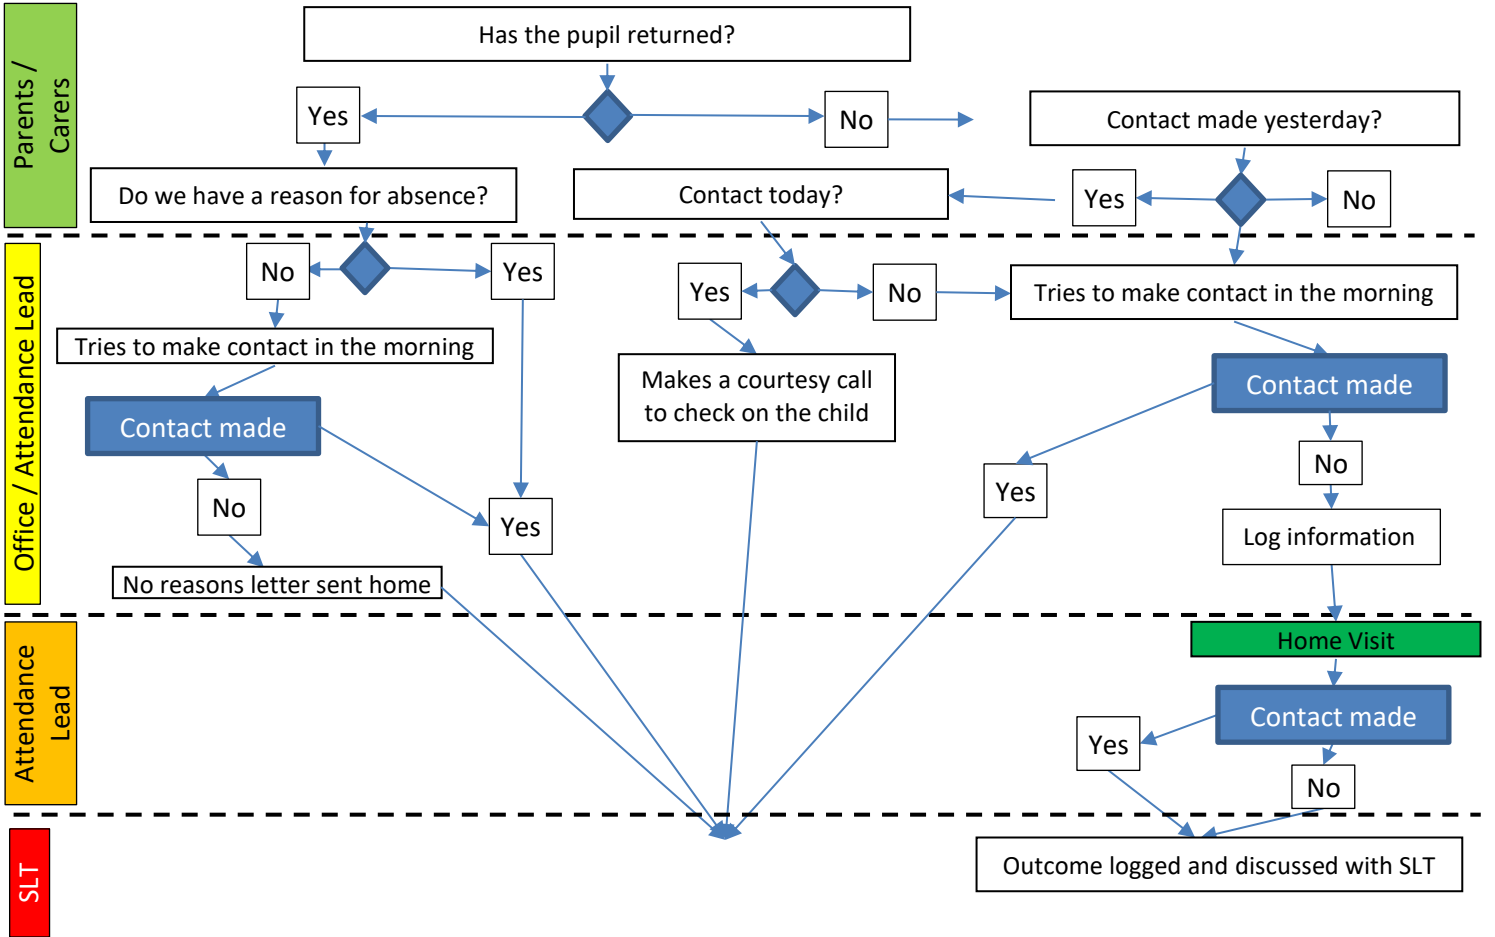 Parents /
Carers
Has the pupil returned?
Yes
No
Contact made yesterday?
Do we have a reason for absence?
Contact today?
Yes
No
Office / Attendance Lead
No
Yes
Yes
No
Tries to make contact in the morning
Tries to make contact in the morning
Makes a courtesy call
to check on the child
Contact made
Contact made
No
Yes
No
Yes
Log information
No reasons letter sent home
Attendance
Lead
Home Visit
Contact made
Yes
No
SLT
Outcome logged and discussed with SLT